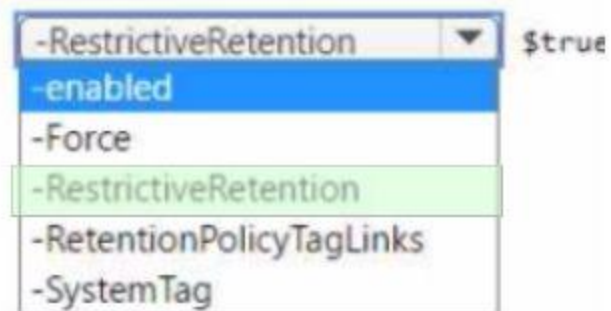 -RestrictiveRetention $true
-enabled
-Force
-RestrictiveRetention
-RetentionPolicyTagLinks
-SystemTag